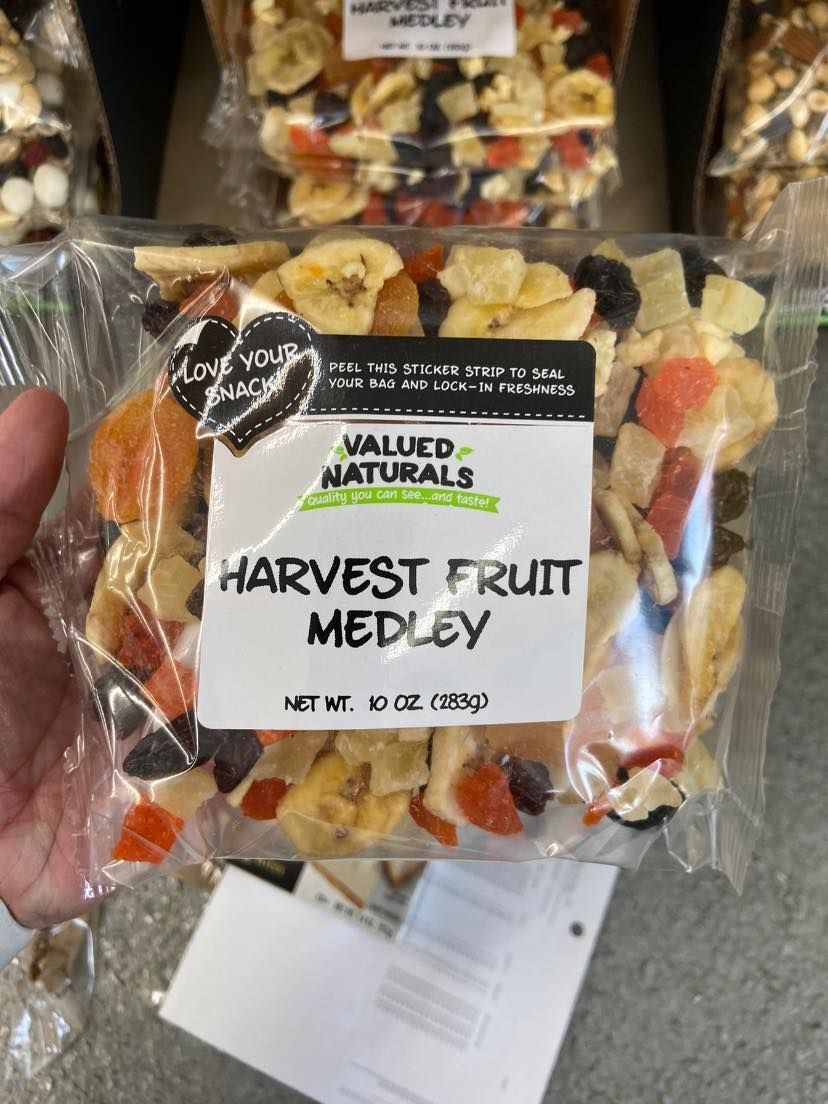 HARVEST FRUIT
MEDLEY
LOVE YOUR
SNACK
PEEL THIS STICKER STRIP TO SEAL
YOUR BAG AND LOCK-IN FRESHNESS
VALUED
NATURALS
quality you can see...and taste!
HARVEST FRUIT
MEDLEY
NET WT. 10 OZ (283g)